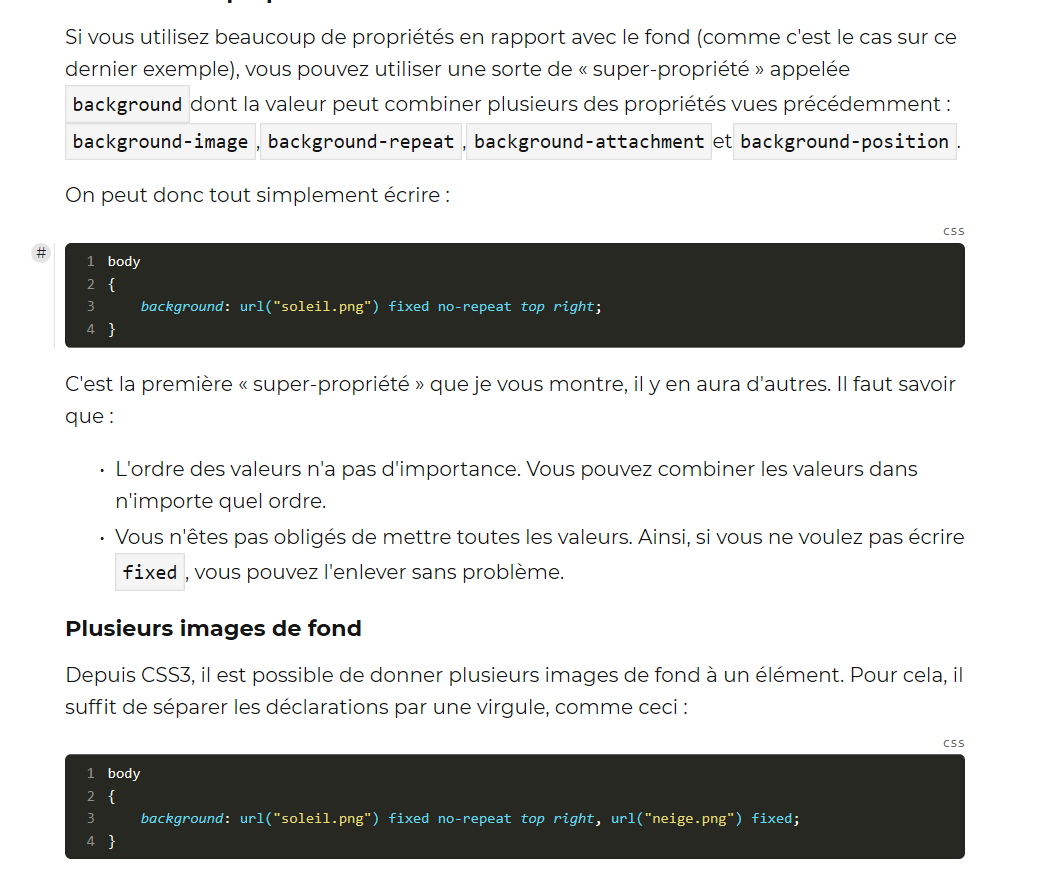 Si vous utilisez beaucoup de propriétés en rapport avec le fond (comme c'est le cas sur ce
dernier exemple), vous pouvez utiliser une sorte de « super-propriété » appelée
background dont la valeur peut combiner plusieurs des propriétés vues précédemment :
background-image , background-repeat , background-attachment et background-position .
On peut donc tout simplement écrire :
css
#
1 body
2 {
3     background: url("soleil.png") fixed no-repeat top right;
4 }
C'est la première « super-propriété » que je vous montre, il y en aura d'autres. Il faut savoir
que :
• L'ordre des valeurs n'a pas d'importance. Vous pouvez combiner les valeurs dans
n'importe quel ordre.
• Vous n'êtes pas obligés de mettre toutes les valeurs. Ainsi, si vous ne voulez pas écrire
fixed , vous pouvez l'enlever sans problème.
Plusieurs images de fond
Depuis CSS3, il est possible de donner plusieurs images de fond à un élément. Pour cela, il
suffit de séparer les déclarations par une virgule, comme ceci :
css
1 body
2 {
3     background: url("soleil.png") fixed no-repeat top right, url("neige.png") fixed;
4 }